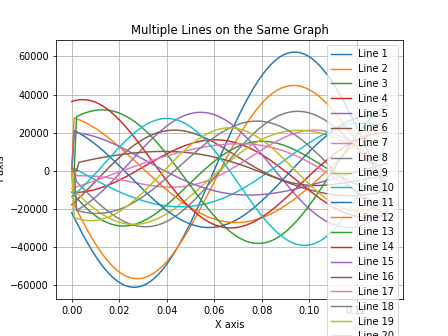 Multiple Lines on the Same Graph
60000
40000
20000
0
−20000
−40000
−60000
0.00
0.02
0.04
0.06
0.08
0.10
X axis
Line 1
Line 2
Line 3
Line 4
Line 5
Line 6
Line 7
Line 8
Line 9
Line 10
Line 11
Line 12
Line 13
Line 14
Line 15
Line 16
Line 17
Line 18
Line 19
Line 20